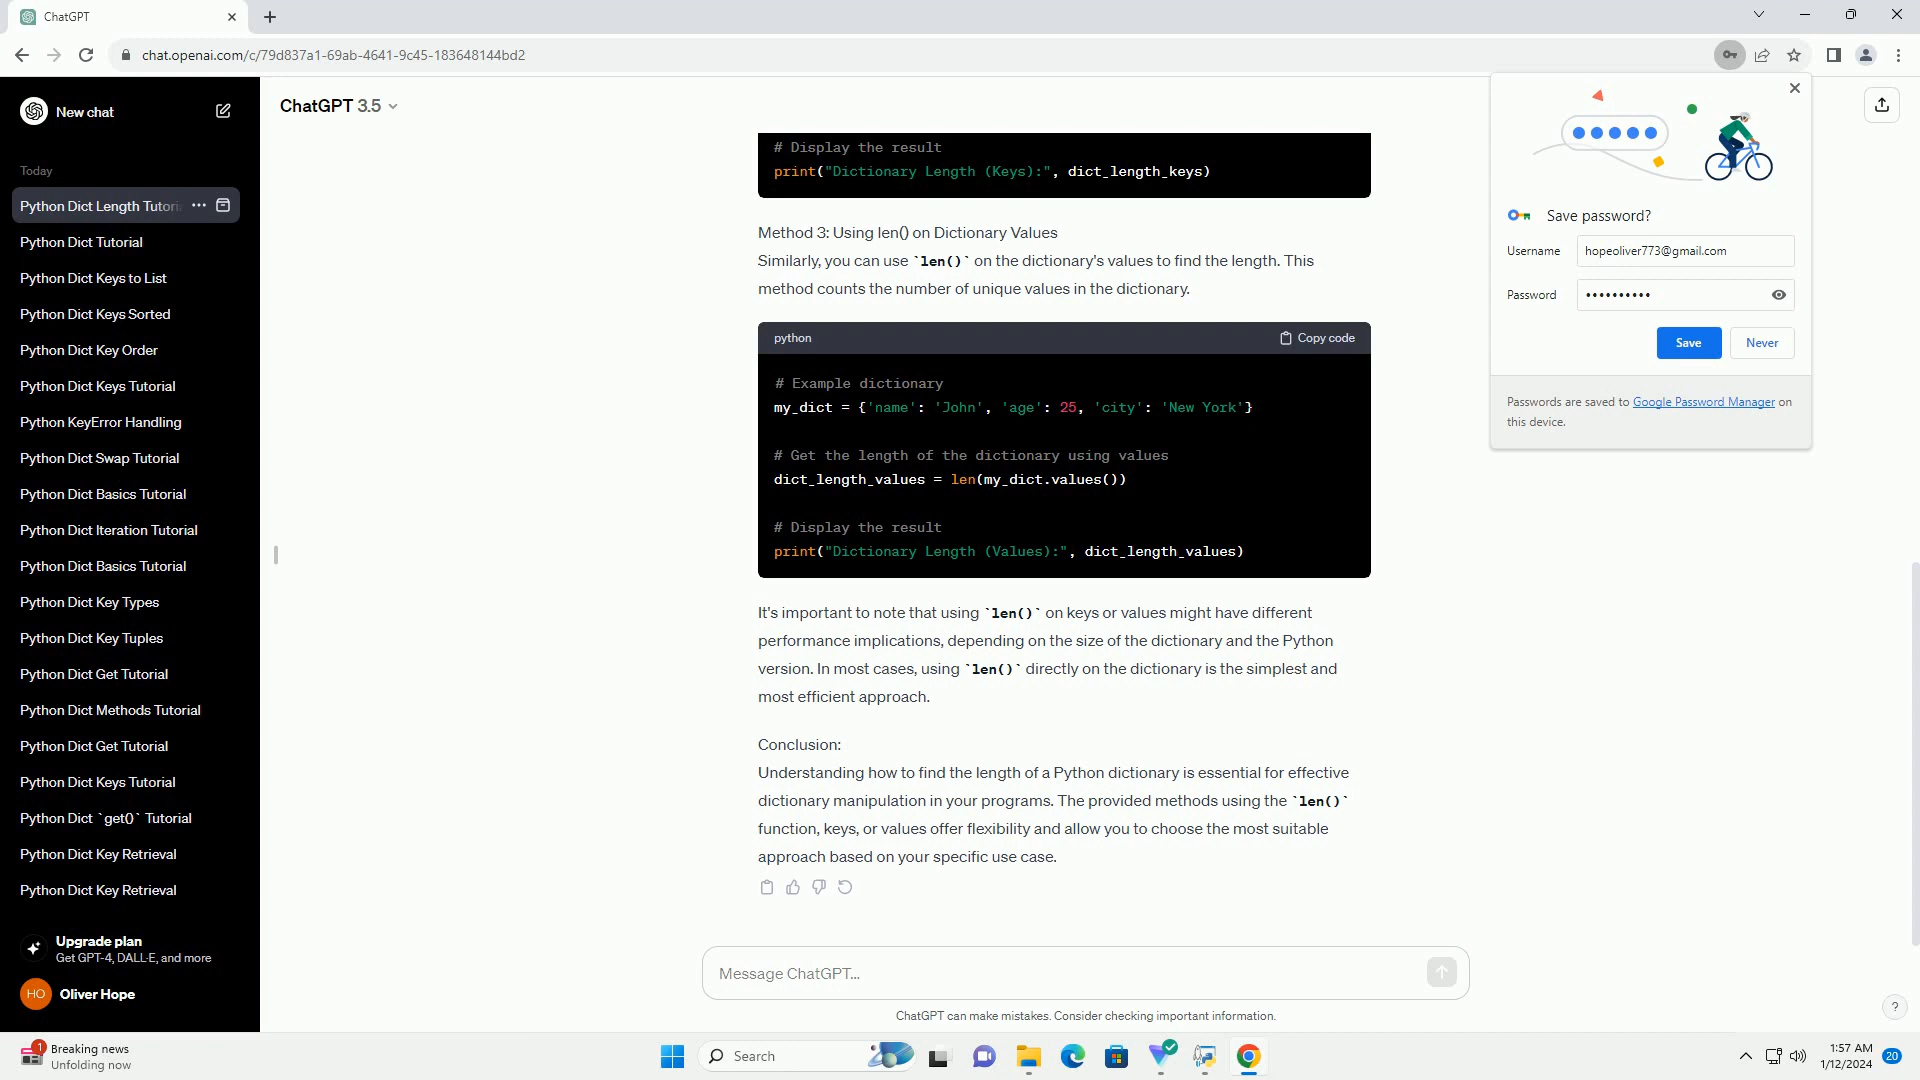 ChatGPT
chat.openai.com/c/79d837a1-69ab-4641-9c45-183648144bd2
New chat
Today
Python Dict Length Tutori
Python Dict Tutorial
Python Dict Keys to List
Python Dict Keys Sorted
Python Dict Key Order
Python Dict Keys Tutorial
Python KeyError Handling
Python Dict Swap Tutorial
Python Dict Basics Tutorial
Python Dict Iteration Tutorial
Python Dict Basics Tutorial
Python Dict Key Types
Python Dict Key Tuples
Python Dict Get Tutorial
Python Dict Methods Tutorial
Python Dict Get Tutorial
Python Dict Keys Tutorial
Python Dict `get()` Tutorial
Python Dict Key Retrieval
Python Dict Key Retrieval
Upgrade plan
Get GPT-4, DALL·E, and more
HO Oliver Hope
ChatGPT 3.5
# Display the result
print("Dictionary Length (Keys):", dict_length_keys)
Method 3: Using len() on Dictionary Values
Similarly, you can use `len()` on the dictionary's values to find the length. This
method counts the number of unique values in the dictionary.
python Copy code
# Example dictionary
my_dict = {'name': 'John', 'age': 25, 'city': 'New York'}
# Get the length of the dictionary using values
dict_length_values = len(my_dict.values())
# Display the result
print("Dictionary Length (Values):", dict_length_values)
It's important to note that using `len()` on keys or values might have different
performance implications, depending on the size of the dictionary and the Python
version. In most cases, using `len()` directly on the dictionary is the simplest and
most efficient approach.
Conclusion:
Understanding how to find the length of a Python dictionary is essential for effective
dictionary manipulation in your programs. The provided methods using the `len()`
function, keys, or values offer flexibility and allow you to choose the most suitable
approach based on your specific use case.
Message ChatGPT...
ChatGPT can make mistakes. Consider checking important information.
?
Save password?
Username hopeoliver773@gmail.com
Password ••••••••••
Save Never
Passwords are saved to Google Password Manager on
this device.
1
Breaking news
Unfolding now
Search
1:57 AM
1/12/2024
20